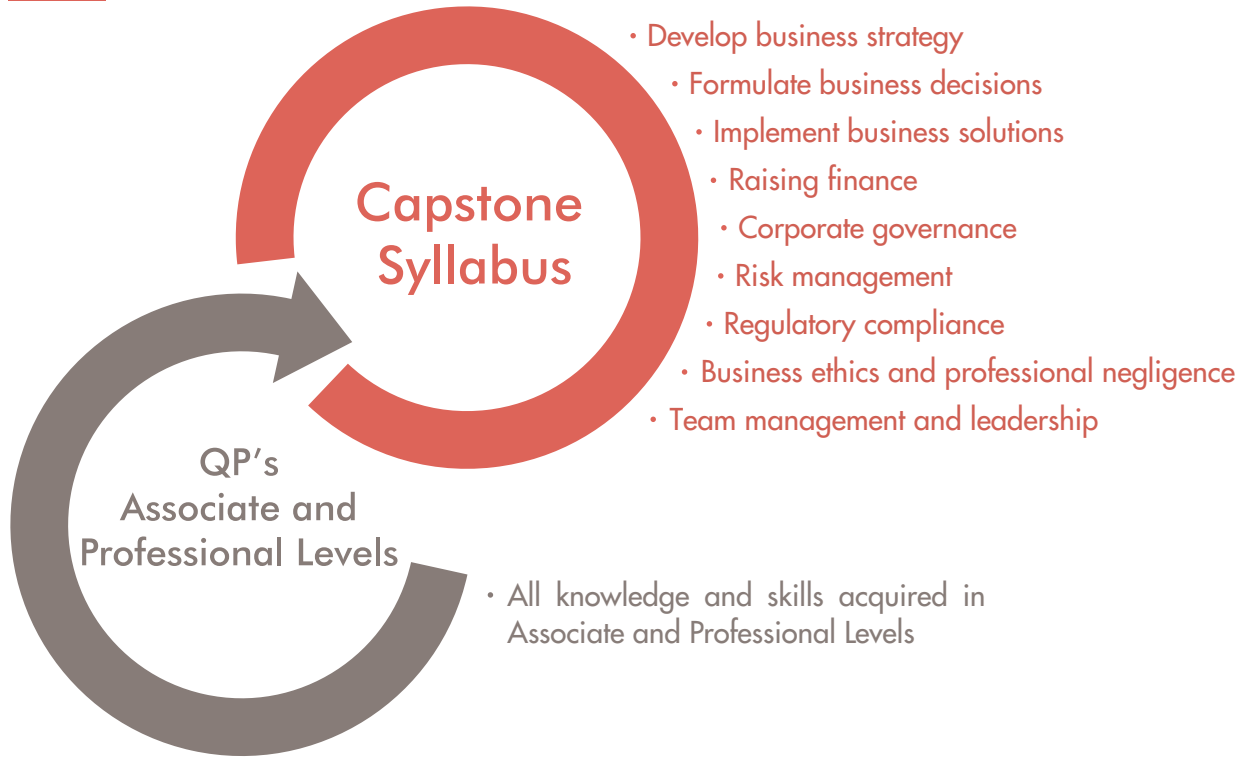 · Develop business strategy
· Formulate business decisions
· Implement business solutions
· Raising finance
· Corporate governance
· Risk management
· Regulatory compliance
· Business ethics and professional negligence
· Team management and leadership
Capstone
Syllabus
QP’s
Associate and
Professional Levels
· All knowledge and skills acquired in
Associate and Professional Levels